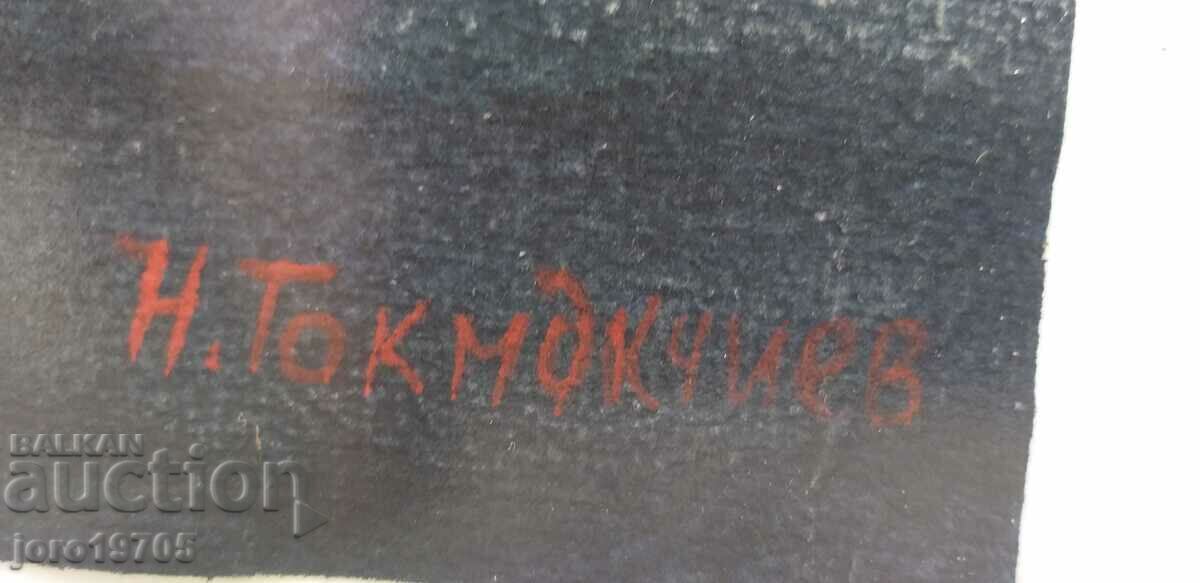 Н. Токмакчиев
BALKAN
auction
joro19705